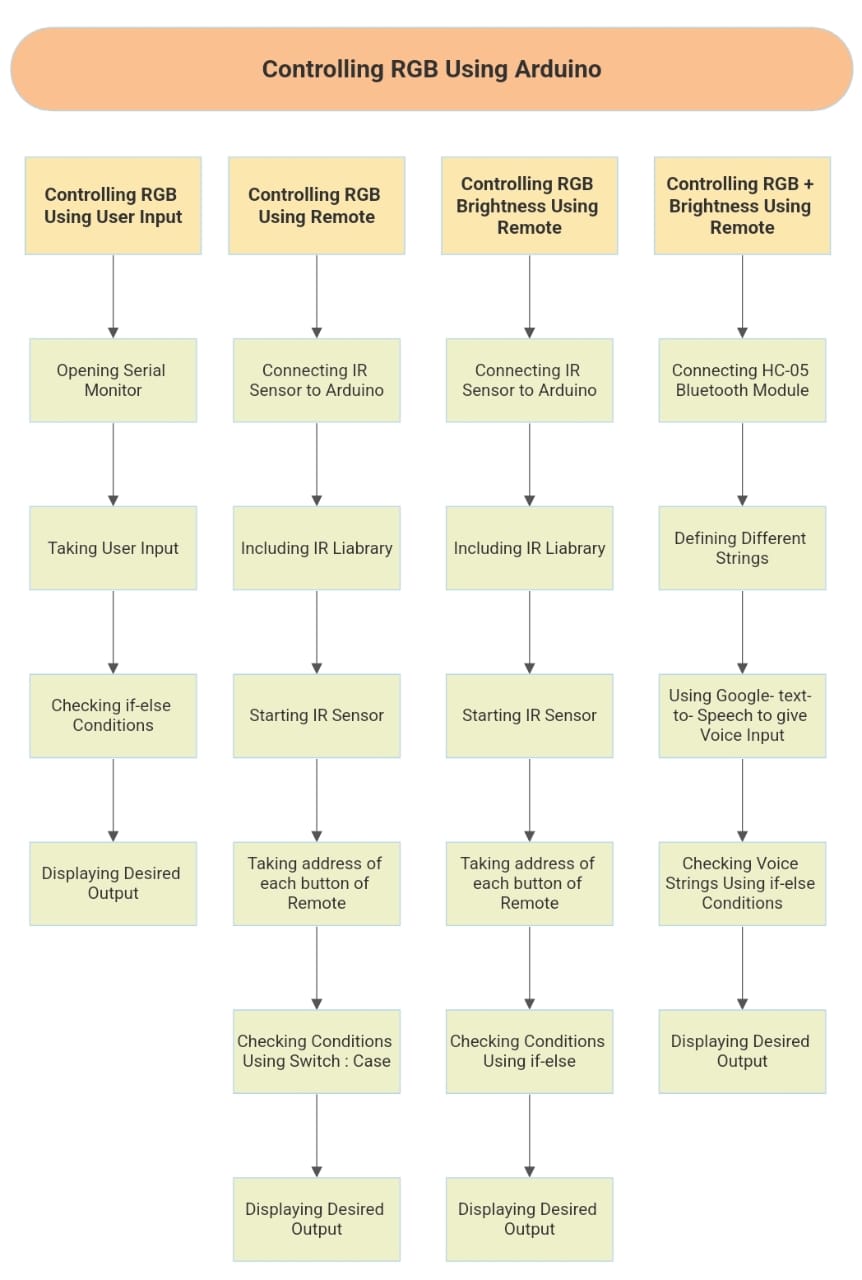 Controlling RGB Using Arduino
Controlling RGB
Using User Input
Opening Serial
Monitor
Taking User Input
Checking if-else
Conditions
Displaying Desired
Output
Controlling RGB
Using Remote
Connecting IR
Sensor to Arduino
Including IR Liabrary
Starting IR Sensor
Taking address of
each button of
Remote
Checking Conditions
Using Switch : Case
Displaying Desired
Output
Controlling RGB
Brightness Using
Remote
Connecting IR
Sensor to Arduino
Including IR Liabrary
Starting IR Sensor
Taking address of
each button of
Remote
Checking Conditions
Using if-else
Displaying Desired
Output
Controlling RGB +
Brightness Using
Remote
Connecting HC-05
Bluetooth Module
Defining Different
Strings
Using Google- text-
to- Speech to give
Voice Input
Checking Voice
Strings Using if-else
Conditions
Displaying Desired
Output